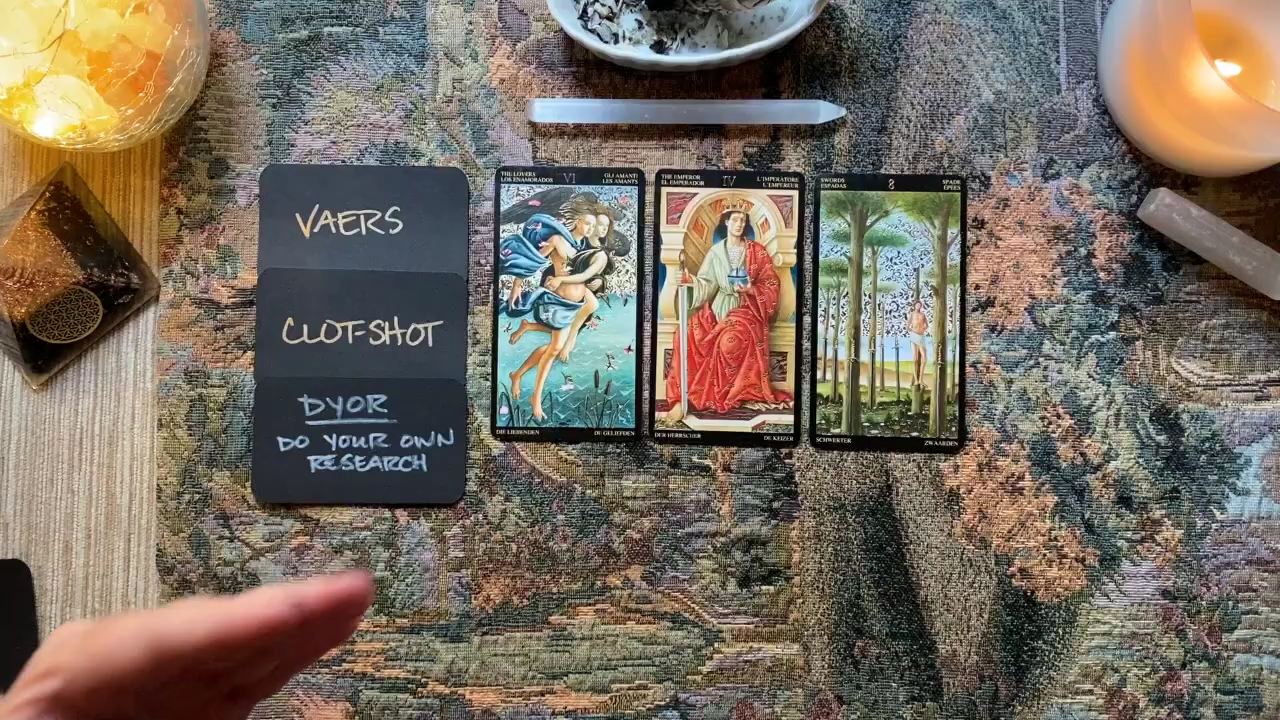 VAERS
CLOT-SHOT
DYOR
DO YOUR OWN
RESEARCH
THE LOVERS VI GLI AMANTI
LOS ENAMORADOS LES AMANTS
DIE LIEBENDEN DE GELIEFDEN
THE EMPEROR IV L'IMPERATORE
EL EMPERADOR L'EMPEREUR
DER HERRSCHER DE KEIZER
SWORDS 8 SPADE
ESPADAS ÉPÉES
SCHWERTER ZWAARDEN